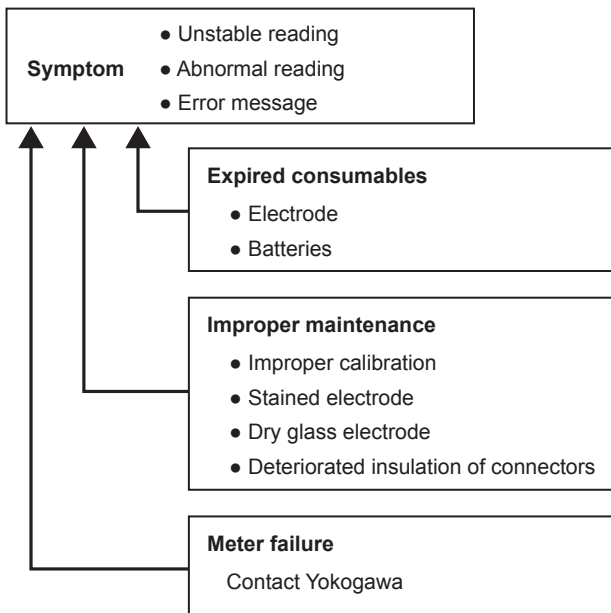 Symptom
● Unstable reading
● Abnormal reading
● Error message
Expired consumables
● Electrode
● Batteries
Improper maintenance
● Improper calibration
● Stained electrode
● Dry glass electrode
● Deteriorated insulation of connectors
Meter failure
Contact Yokogawa